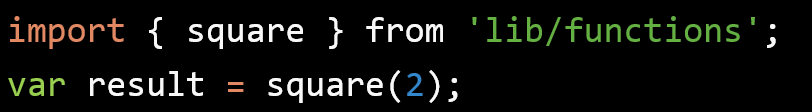 import { square } from 'lib/functions';
var result = square(2);